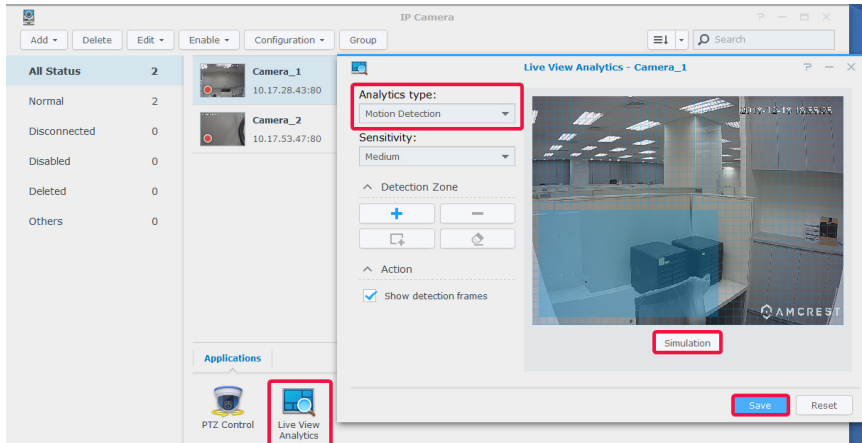 IP Camera
Add Delete Edit Enable Configuration Group Search
All Status 2
Normal 2
Disconnected 0
Disabled 0
Deleted 0
Others 0
Camera_1
10.17.28.43:80
Camera_2
10.17.53.47:80
Applications
PTZ Control
Live View
Analytics
Live View Analytics - Camera_1
Analytics type:
Motion Detection
Sensitivity:
Medium
Detection Zone
Action
Show detection frames
AMCREST
Simulation
Save Reset